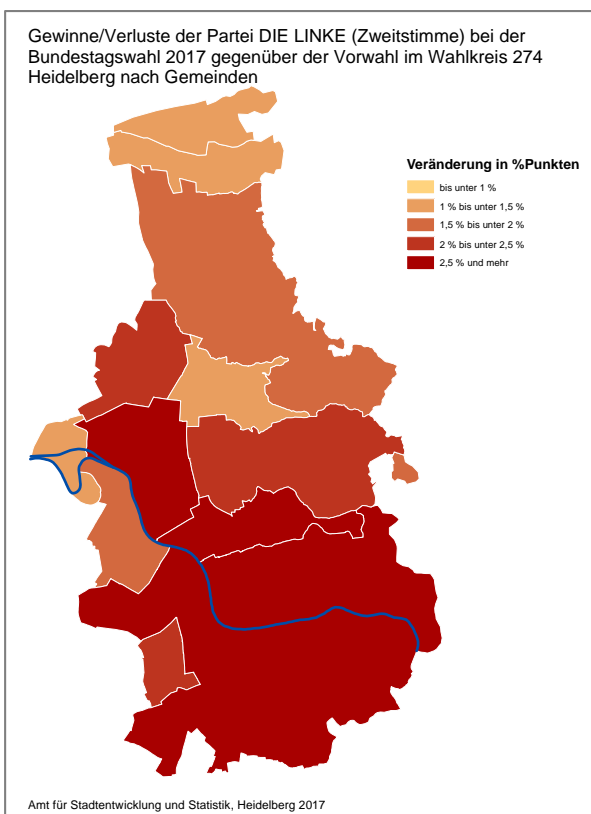 Gewinne/Verluste der Partei DIE LINKE (Zweitstimme) bei der
Bundestagswahl 2017 gegenüber der Vorwahl im Wahlkreis 274
Heidelberg nach Gemeinden
Veränderung in %Punkten
bis unter 1 %
1 % bis unter 1,5 %
1,5 % bis unter 2 %
2 % bis unter 2,5 %
2,5 % und mehr
Amt für Stadtentwicklung und Statistik, Heidelberg 2017